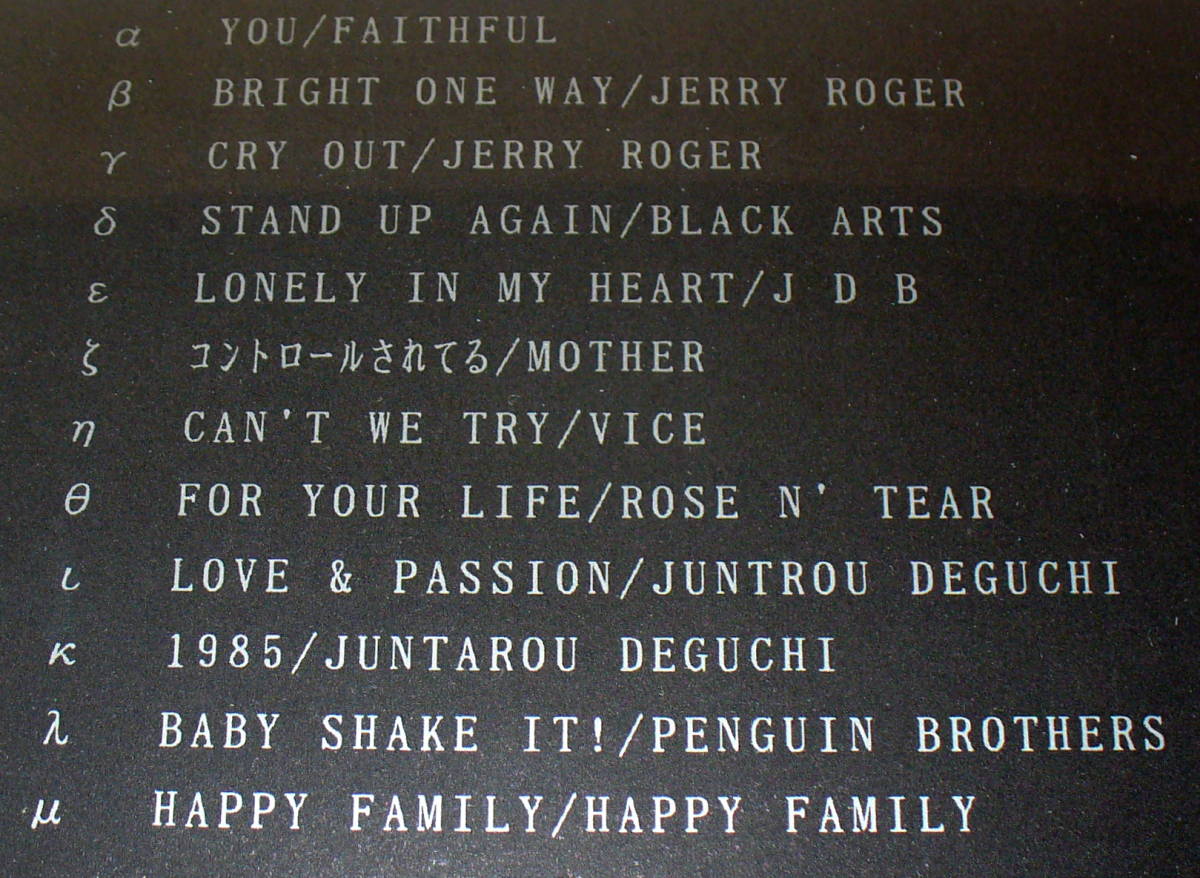 α YOU/FAITHFUL
β BRIGHT ONE WAY/JERRY ROGER
γ CRY OUT/JERRY ROGER
δ STAND UP AGAIN/BLACK ARTS
ε LONELY IN MY HEART/J D B
ζ コントロールされてる/MOTHER
η CAN'T WE TRY/VICE
θ FOR YOUR LIFE/ROSE N' TEAR
ι LOVE & PASSION/JUNTROU DEGUCHI
κ 1985/JUNTAROU DEGUCHI
λ BABY SHAKE IT!/PENGUIN BROTHERS
μ HAPPY FAMILY/HAPPY FAMILY